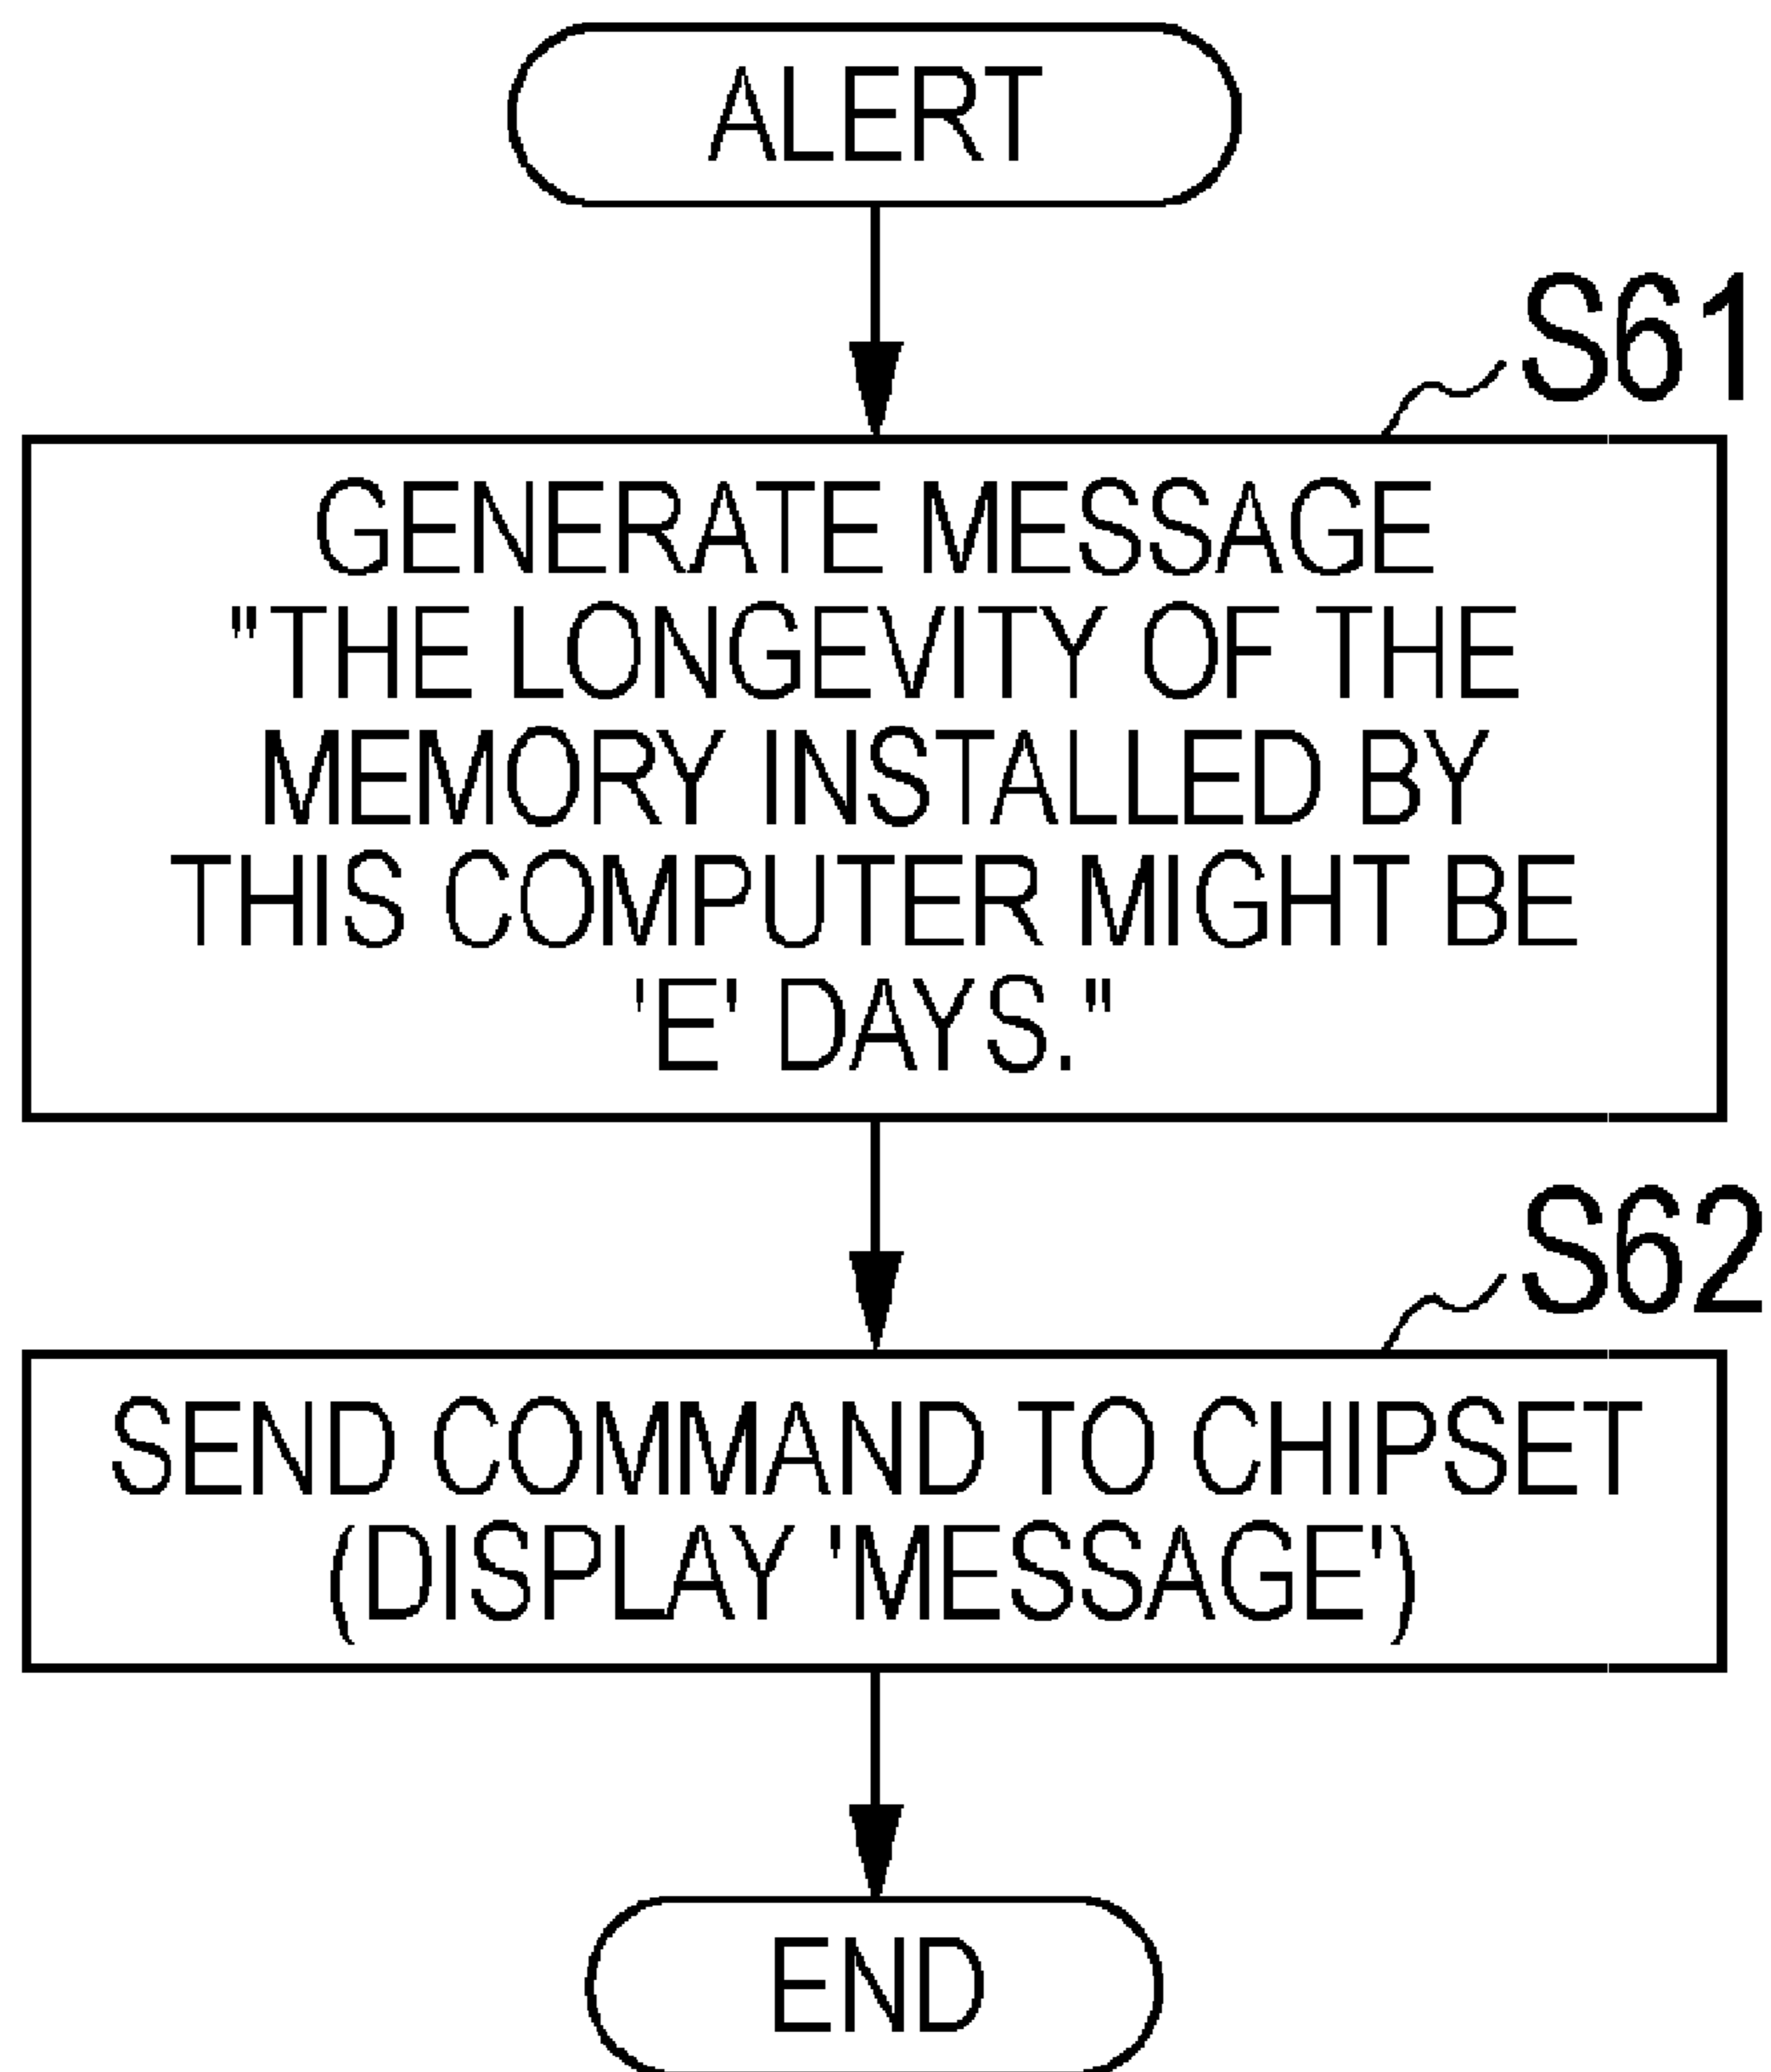 ALERT
S61
GENERATE MESSAGE
"THE LONGEVITY OF THE
MEMORY INSTALLED BY
THIS COMPUTER MIGHT BE
'E' DAYS."
S62
SEND COMMAND TO CHIPSET
(DISPLAY 'MESSAGE')
END